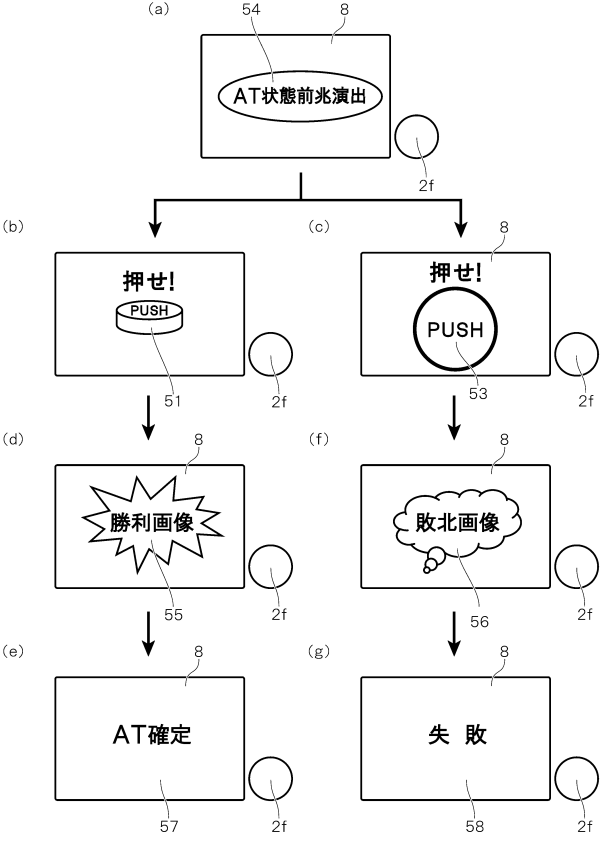 (a)
54
8
AT状態前兆演出
2f
(b)
押せ!
PUSH
51
2f
(c)
8
押せ!
PUSH
53
2f
(d)
8
勝利画像
55
2f
(f)
8
敗北画像
56
2f
(e)
8
AT確定
57
2f
(g)
8
失 敗
58
2f